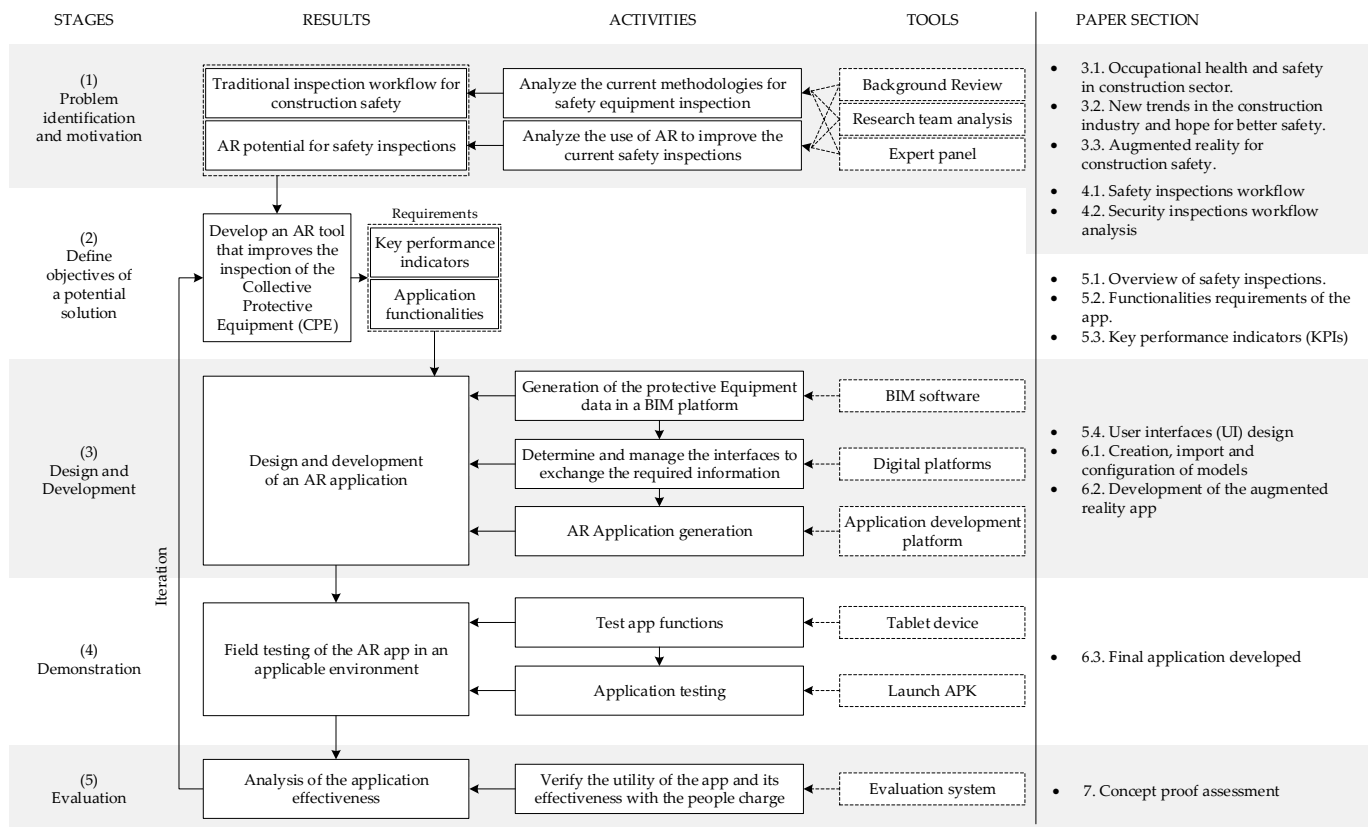 STAGES
RESULTS
ACTIVITIES
TOOLS
PAPER SECTION
(1)
Problem
identification
and motivation
Traditional inspection workflow for
construction safety
AR potential for safety inspections
Analyze the current methodologies for
safety equipment inspection
Analyze the use of AR to improve the
current safety inspections
Background Review
Research team analysis
Expert panel
• 3.1. Occupational health and safety
in construction sector.
• 3.2. New trends in the construction
industry and hope for better safety.
• 3.3. Augmented reality for
construction safety.
• 4.1. Safety inspections workflow
• 4.2. Security inspections workflow
analysis
(2)
Define
objectives of
a potential
solution
Develop an AR tool
that improves the
inspection of the
Collective
Protective
Equipment (CPE)
Requirements
Key performance
indicators
Application
functionalities
• 5.1. Overview of safety inspections.
• 5.2. Functionalities requirements of the
app.
• 5.3. Key performance indicators (KPIs)
(3)
Design and
Development
Design and development
of an AR application
Generation of the protective Equipment
data in a BIM platform
Determine and manage the interfaces to
exchange the required information
AR Application generation
BIM software
Digital platforms
Application development
platform
• 5.4. User interfaces (UI) design
• 6.1. Creation, import and
configuration of models
• 6.2. Development of the augmented
reality app
Iteration
(4)
Demonstration
Field testing of the AR app in an
applicable environment
Test app functions
Application testing
Tablet device
Launch APK
• 6.3. Final application developed
(5)
Evaluation
Analysis of the application
effectiveness
Verify the utility of the app and its
effectiveness with the people charge
Evaluation system
• 7. Concept proof assessment